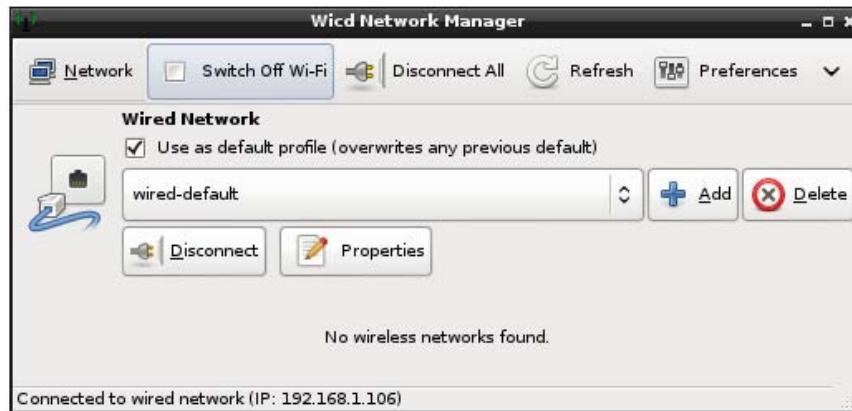 Wicd Network Manager
Network Switch Off Wi-Fi Disconnect All Refresh Preferences
Wired Network
Use as default profile (overwrites any previous default)
wired-default Add Delete
Disconnect Properties
No wireless networks found.
Connected to wired network (IP: 192.168.1.106)